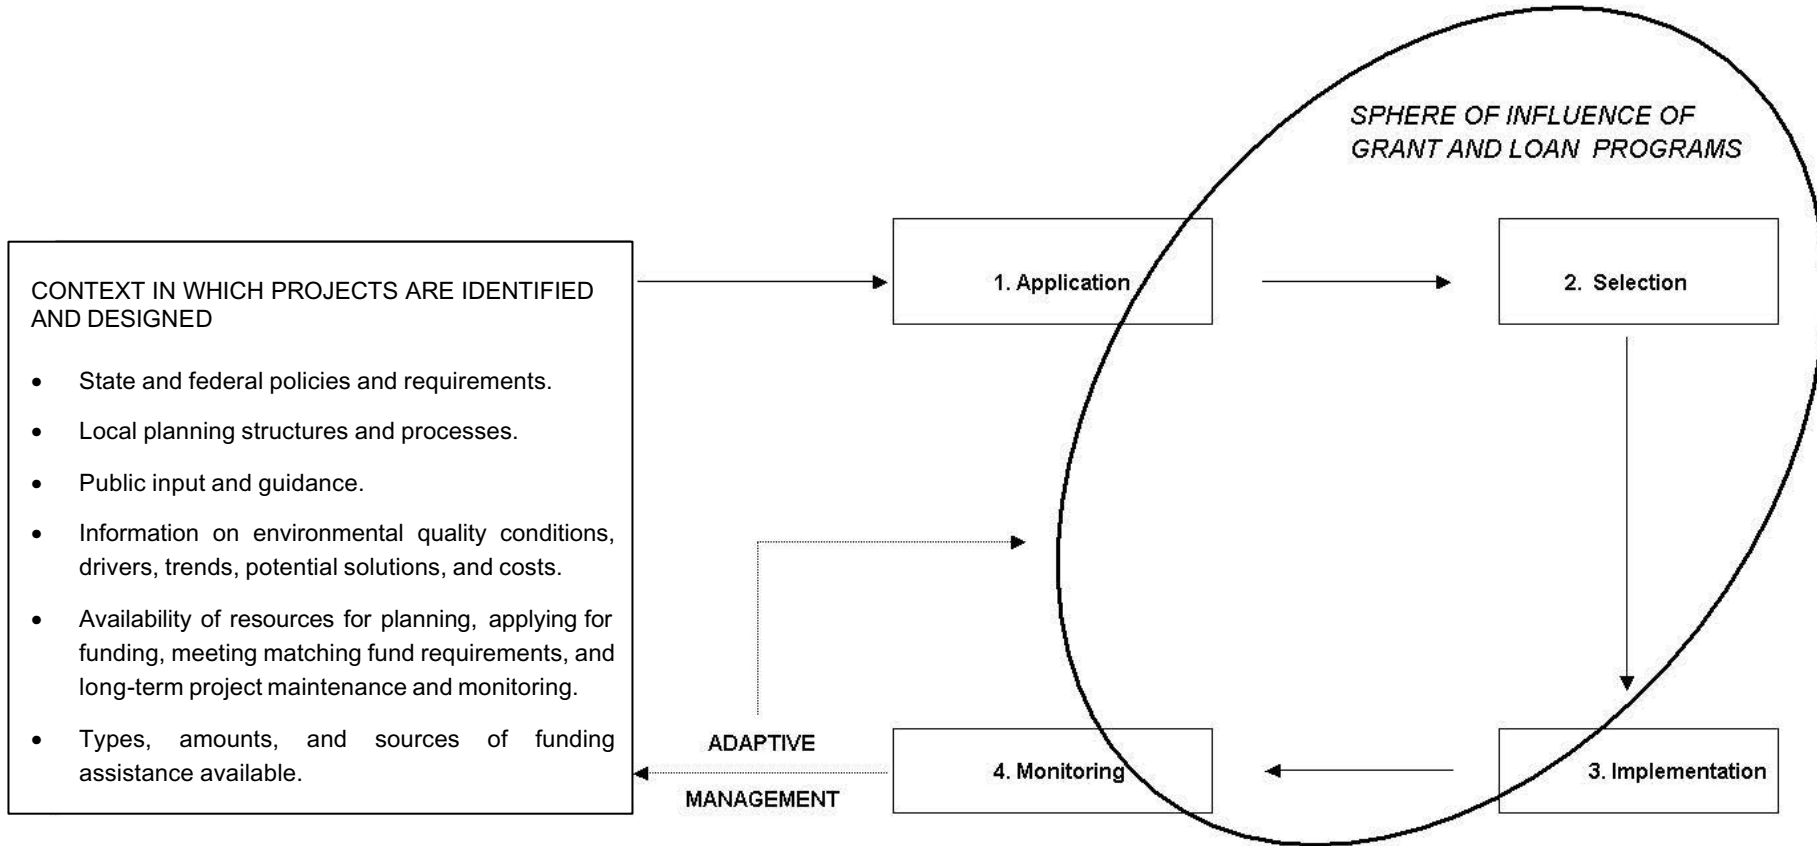 SPHERE OF INFLUENCE OF
GRANT AND LOAN PROGRAMS
CONTEXT IN WHICH PROJECTS ARE IDENTIFIED
AND DESIGNED
• State and federal policies and requirements.
• Local planning structures and processes.
• Public input and guidance.
• Information on environmental quality conditions,
drivers, trends, potential solutions, and costs.
• Availability of resources for planning, applying for
funding, meeting matching fund requirements, and
long-term project maintenance and monitoring.
• Types, amounts, and sources of funding
assistance available.
1. Application
2. Selection
3. Implementation
4. Monitoring
ADAPTIVE
MANAGEMENT